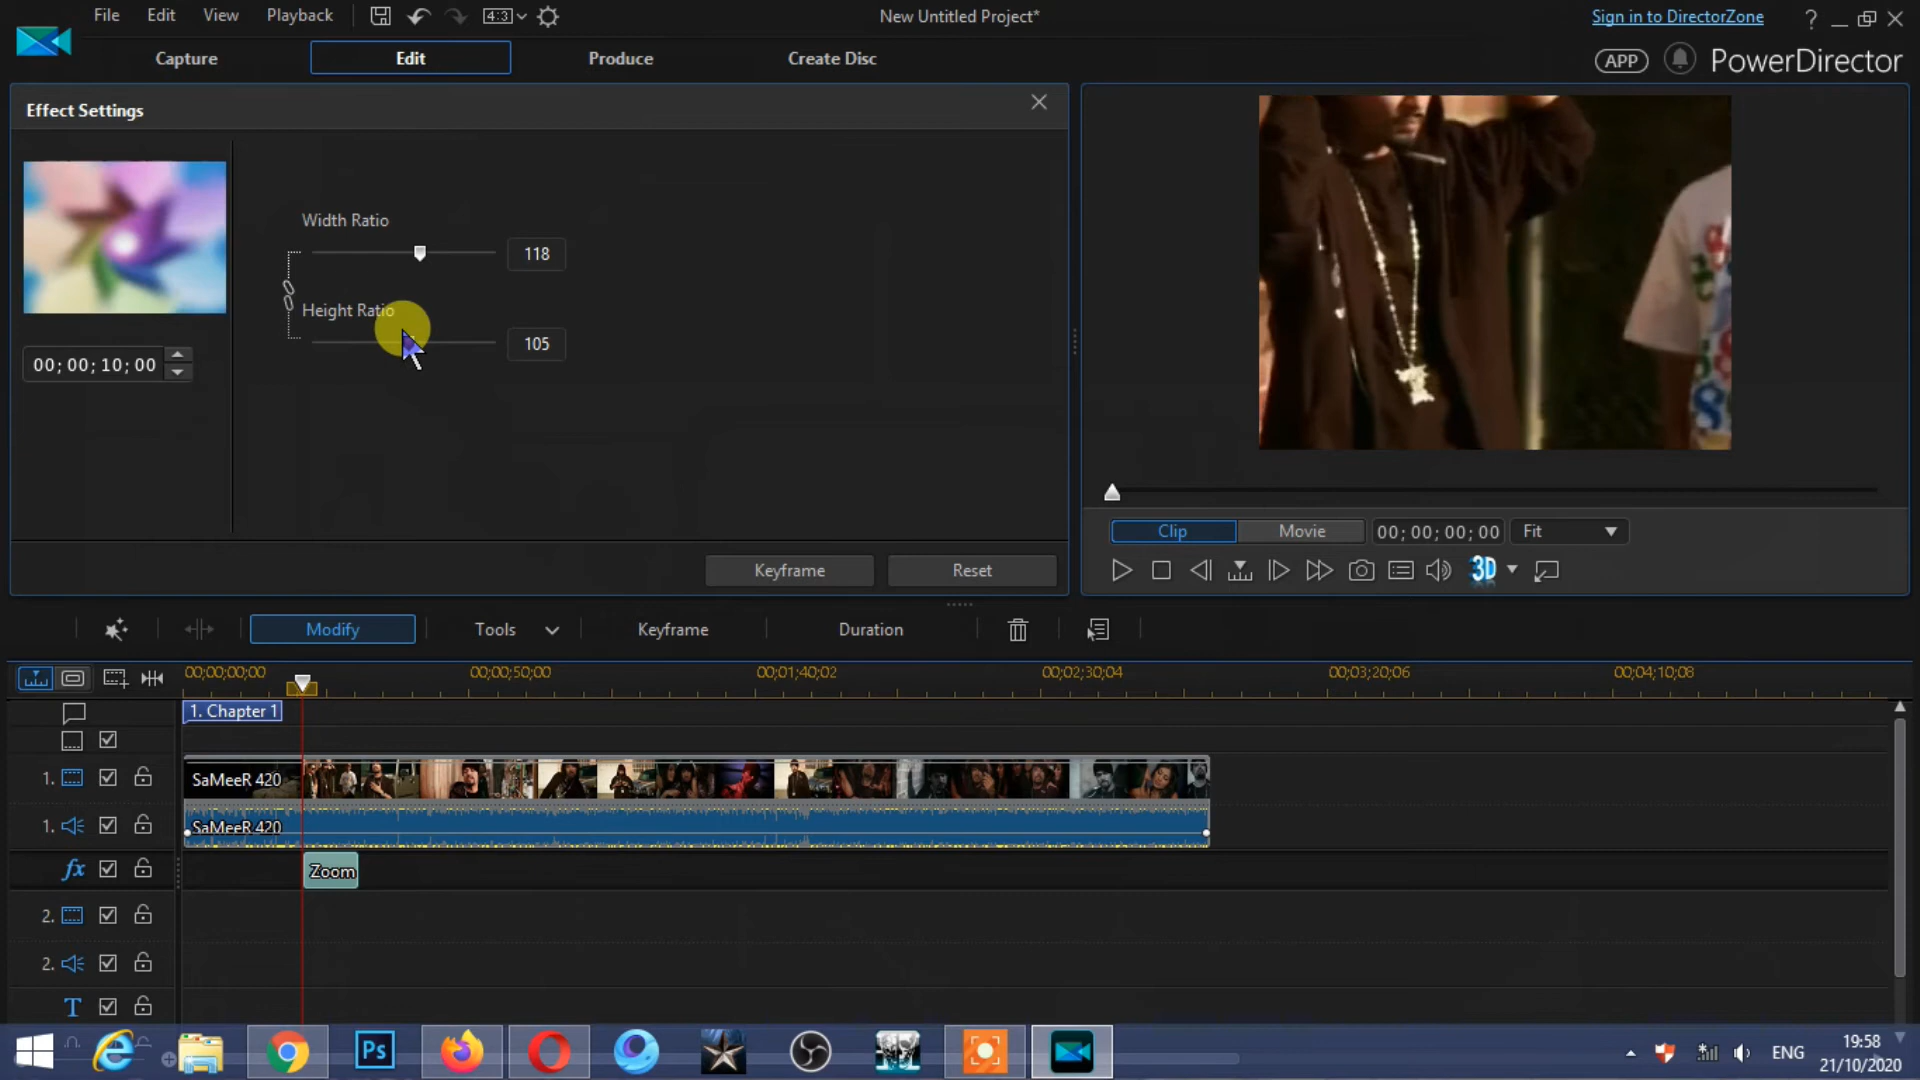 File Edit View Playback 4:3 New Untitled Project* Sign in to DirectorZone ?
Capture Edit Produce Create Disc APP PowerDirector
Effect Settings
Width Ratio
118
Height Ratio
105
00; 00; 10; 00
Keyframe Reset
Clip Movie 00; 00; 00; 00 Fit
3D
Modify Tools Keyframe Duration
00;00;00;00 00;00;50;00 00;01;40;02 00;02;30;04 00;03;20;06 00;04;10;08
1. Chapter 1
1. SaMeeR 420
1. SaMeeR 420
fx Zoom
2.
2.
T
Ps ENG 19:58
21/10/2020